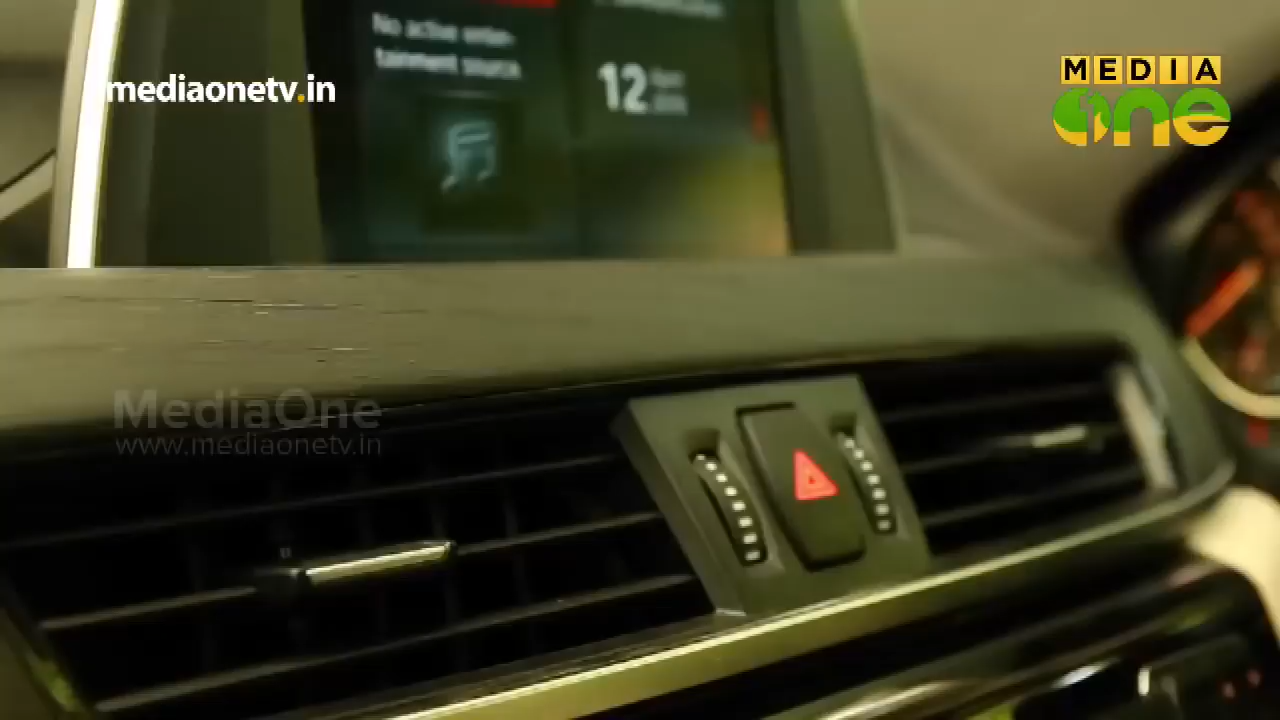 No active enter-
tainment source
12
mediaonetv.in
MEDIA
one
MediaOne
www.mediaonetv.in